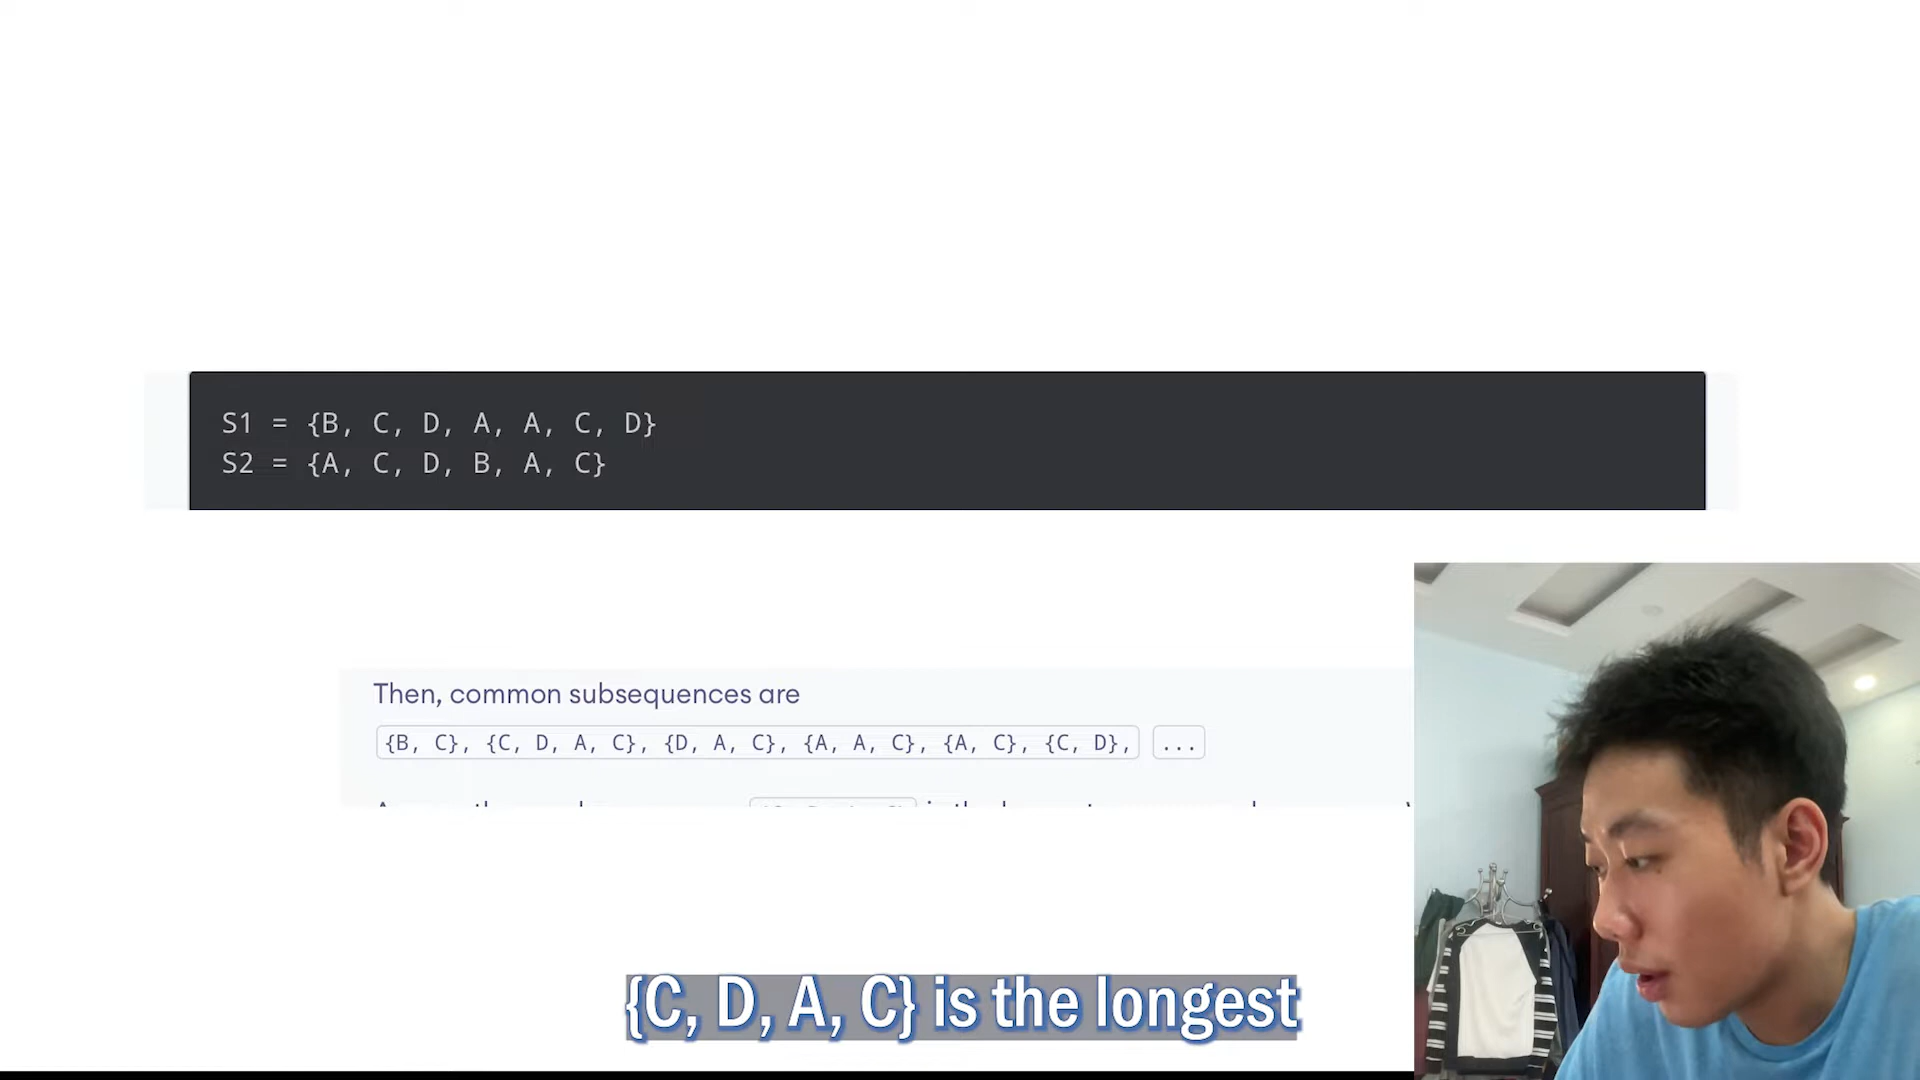 S1 = {B, C, D, A, A, C, D}
S2 = {A, C, D, B, A, C}
Then, common subsequences are
{B, C}, {C, D, A, C}, {D, A, C}, {A, A, C}, {A, C}, {C, D}, ...
{C, D, A, C} is the longest